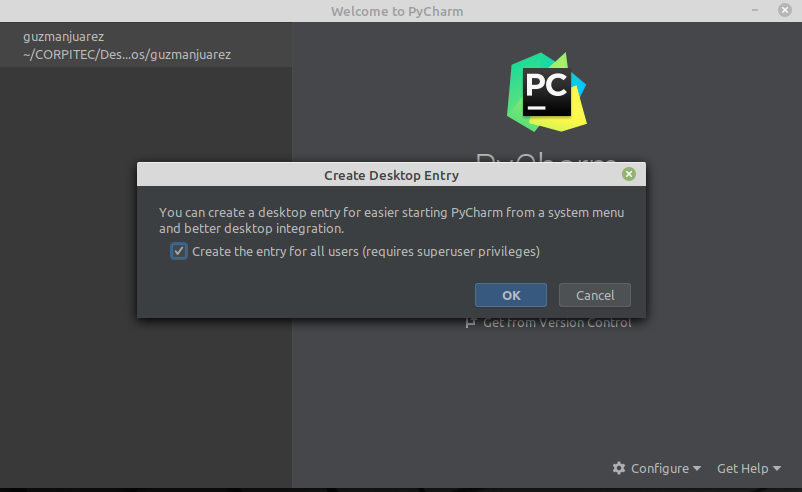 Welcome to PyCharm
guzmanjuarez
~/CORPITEC/Des...os/guzmanjuarez
PC
PyCharm
Create Desktop Entry
You can create a desktop entry for easier starting PyCharm from a system menu
and better desktop integration.
Create the entry for all users (requires superuser privileges)
OK
Cancel
Get from Version Control
Configure
Get Help